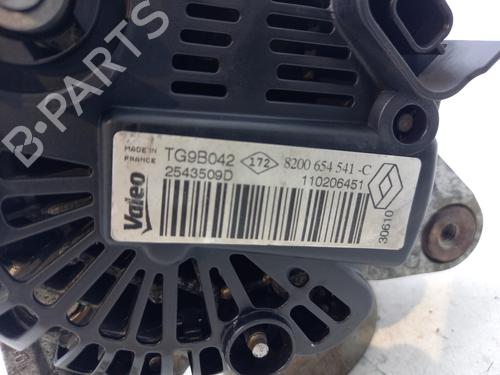 B-PARTS
MADE IN
FRANCE
TG9B042
172
8200 654 541 -C
2543509D
110206451
Valeo
30610